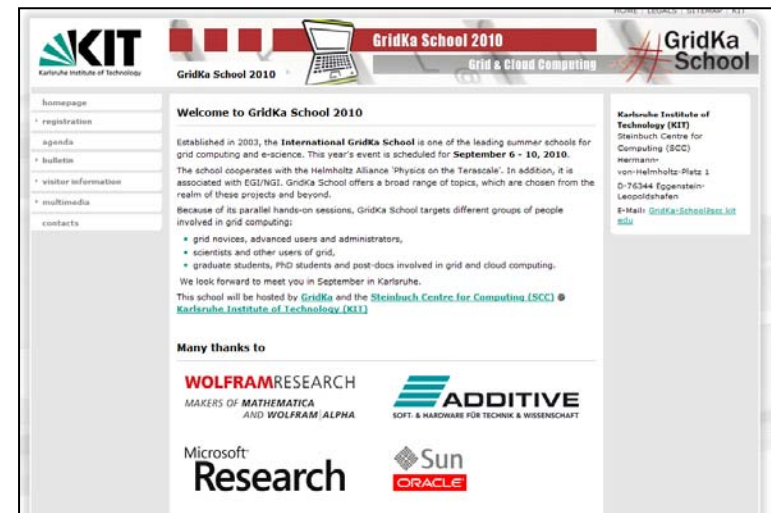 HOME | LEGALS | SITEMAP | KIT
KIT
Karlsruhe Institute of Technology
GridKa School 2010
GridKa School 2010
Grid & Cloud Computing
@
GridKa
School
homepage
registration
agenda
bulletin
visitor information
multimedia
contacts
Welcome to GridKa School 2010
Established in 2003, the International GridKa School is one of the leading summer schools for
grid computing and e-science. This year's event is scheduled for September 6 - 10, 2010.
The school cooperates with the Helmholtz Alliance 'Physics on the Terascale'. In addition, it is
associated with EGI/NGI. GridKa School offers a broad range of topics, which are chosen from the
realm of these projects and beyond.
Because of its parallel hands-on sessions, GridKa School targets different groups of people
involved in grid computing:
grid novices, advanced users and administrators,
scientists and other users of grid,
graduate students, PhD students and post-docs involved in grid and cloud computing.
We look forward to meet you in September in Karlsruhe.
This school will be hosted by GridKa and the Steinbuch Centre for Computing (SCC) @
Karlsruhe Institute of Technology (KIT)
Many thanks to
WOLFRAMRESEARCH
MAKERS OF MATHEMATICA
AND WOLFRAM|ALPHA
ADDITIVE
SOFT- & HARDWARE FÜR TECHNIK & WISSENSCHAFT
Microsoft
Research
Sun
ORACLE
Karlsruhe Institute of
Technology (KIT)
Steinbuch Centre for
Computing (SCC)
Hermann-
von-Helmholtz-Platz 1
D-76344 Eggenstein-
Leopoldshafen
E-Mail: GridKa-School@scc.kit
edu